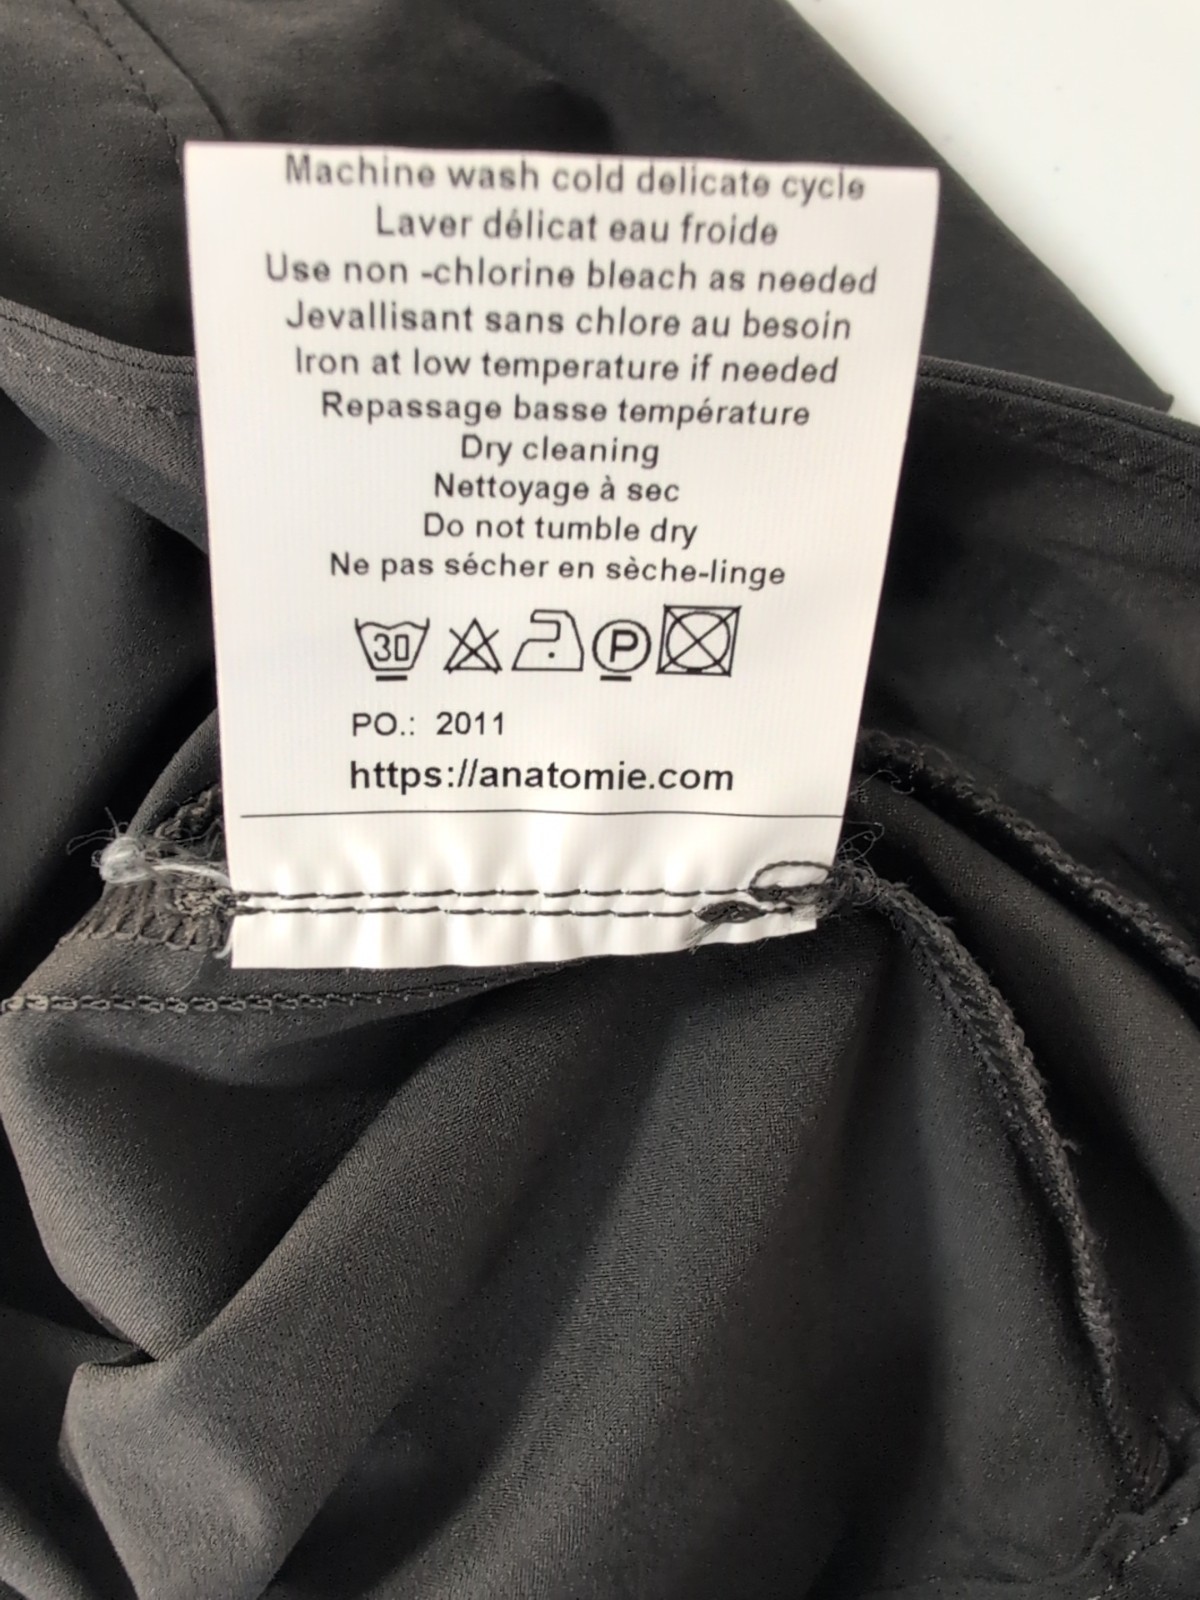 Machine wash cold delicate cycle
Laver délicat eau froide
Use non -chlorine bleach as needed
Jevallisant sans chlore au besoin
Iron at low temperature if needed
Repassage basse température
Dry cleaning
Nettoyage à sec
Do not tumble dry
Ne pas sécher en sèche-linge
30 P
PO.: 2011
https://anatomie.com